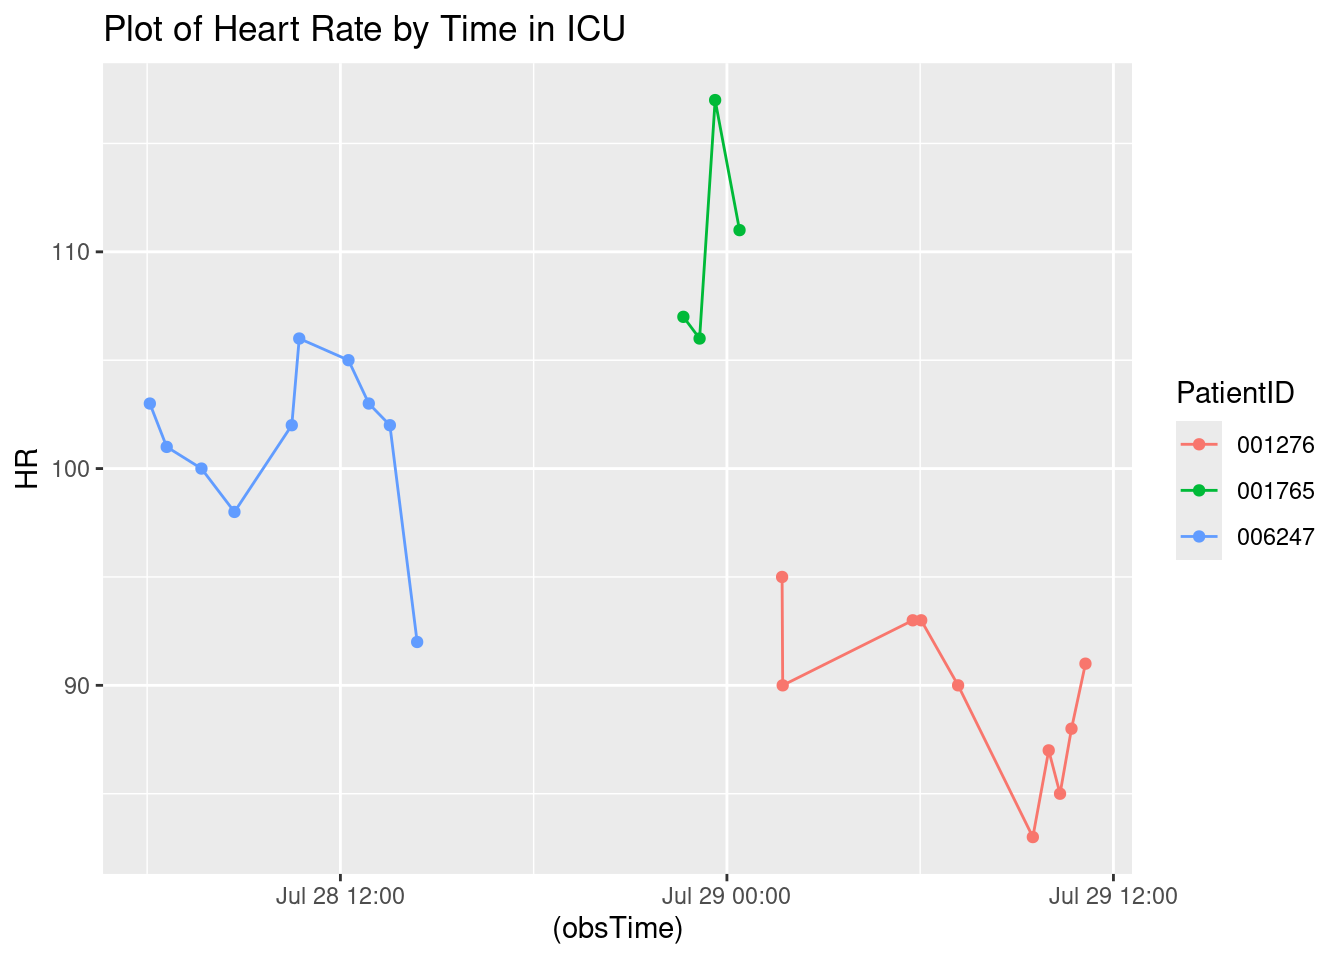 Plot of Heart Rate by Time in ICU
110
100
90
HR
Jul 28 12:00
Jul 29 00:00
Jul 29 12:00
(obsTime)
PatientID
001276
001765
006247